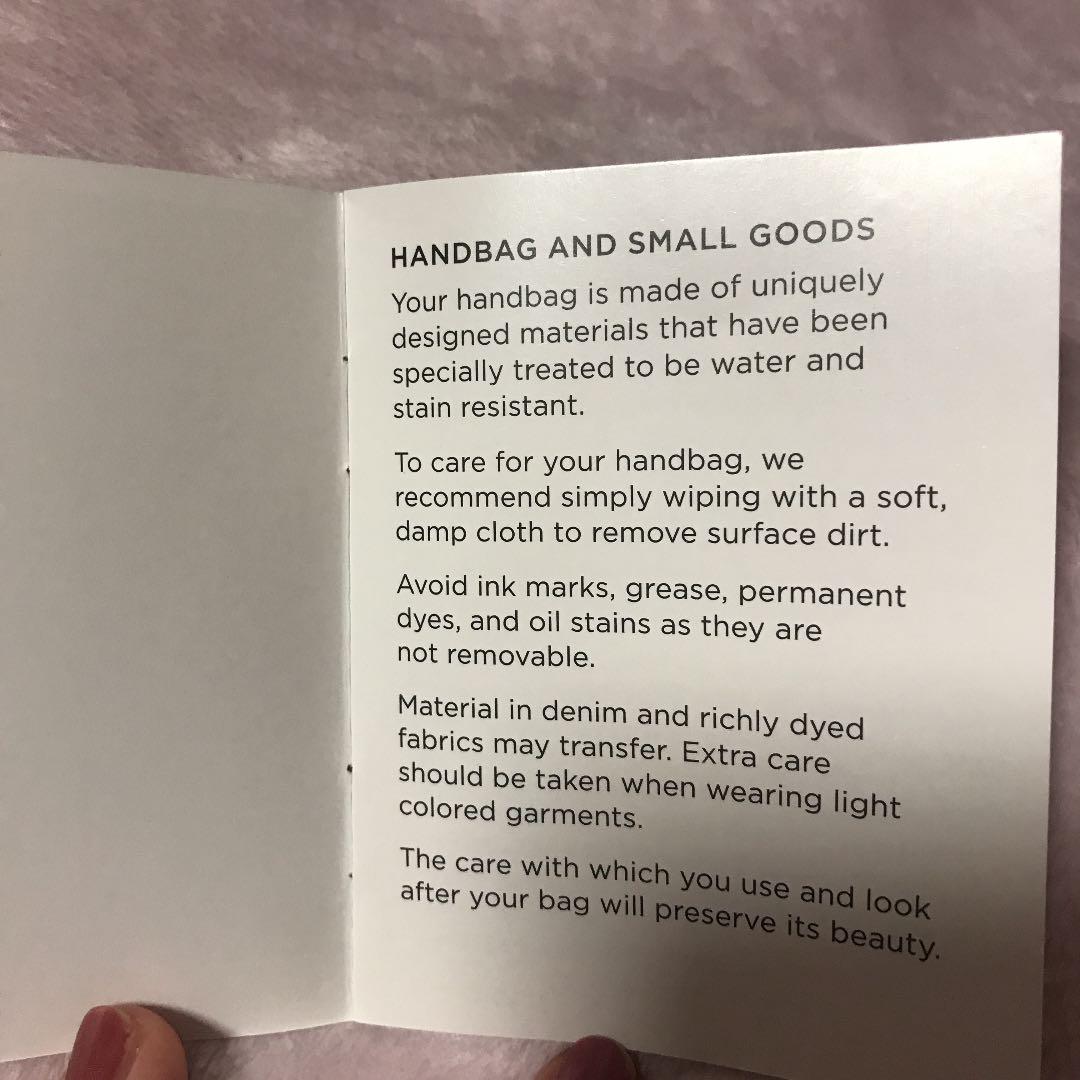 HANDBAG AND SMALL GOODS
Your handbag is made of uniquely
designed materials that have been
specially treated to be water and
stain resistant.
To care for your handbag, we
recommend simply wiping with a soft,
damp cloth to remove surface dirt.
Avoid ink marks, grease, permanent
dyes, and oil stains as they are
not removable.
Material in denim and richly dyed
fabrics may transfer. Extra care
should be taken when wearing light
colored garments.
The care with which you use and look
after your bag will preserve its beauty.